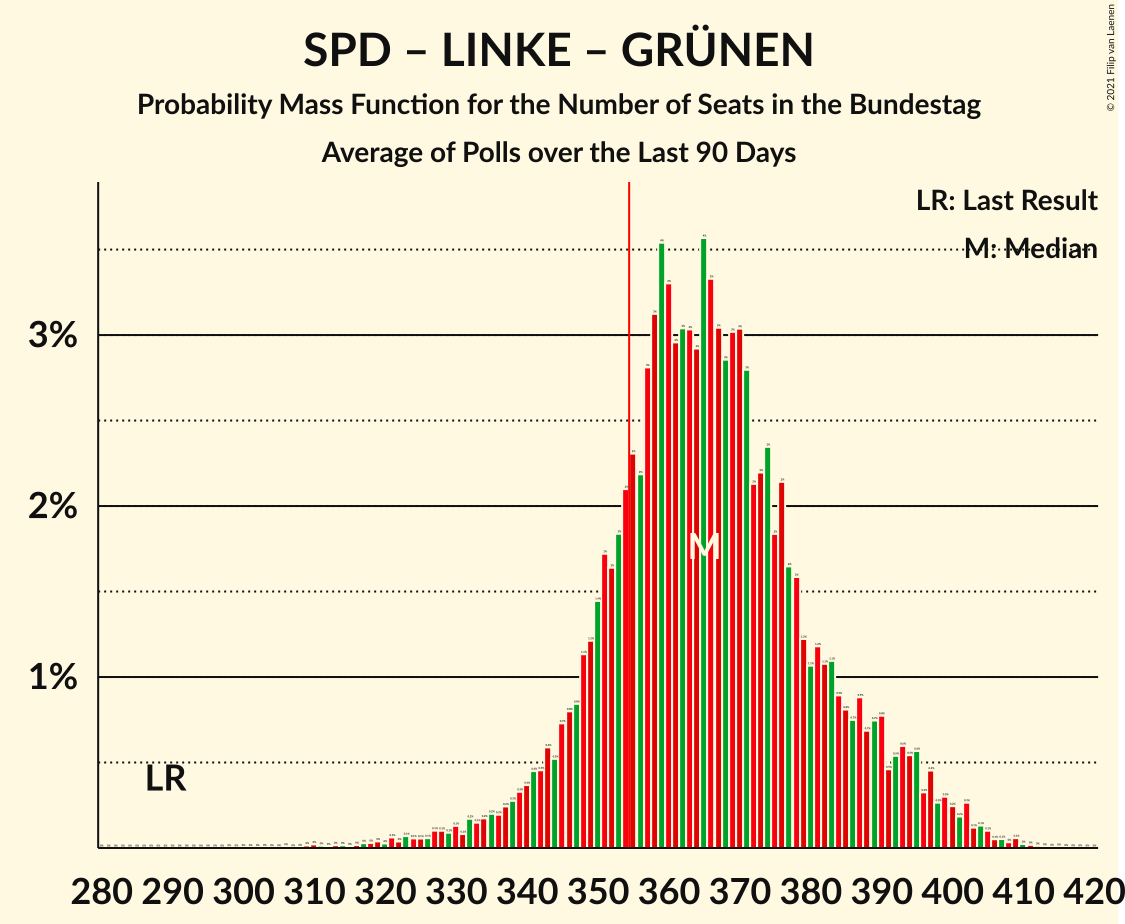 SPD – LINKE – GRÜNEN
Probability Mass Function for the Number of Seats in the Bundestag
Average of Polls over the Last 90 Days
© 2021 Filip van Laenen
LR: Last Result
M: Median
3%
2%
1%
M
LR
280 290 300 310 320 330 340 350 360 370 380 390 400 410 420